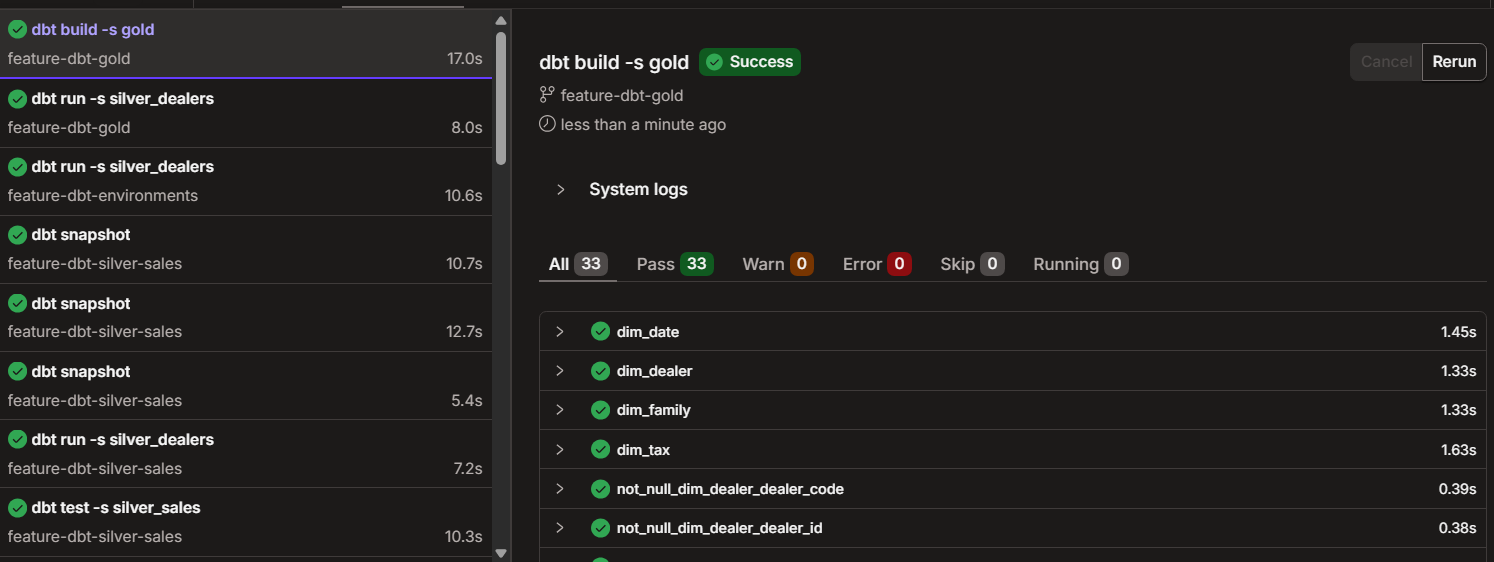 dbt build -s gold
feature-dbt-gold 17.0s
dbt run -s silver_dealers
feature-dbt-gold 8.0s
dbt run -s silver_dealers
feature-dbt-environments 10.6s
dbt snapshot
feature-dbt-silver-sales 10.7s
dbt snapshot
feature-dbt-silver-sales 12.7s
dbt snapshot
feature-dbt-silver-sales 5.4s
dbt run -s silver_dealers
feature-dbt-silver-sales 7.2s
dbt test -s silver_sales
feature-dbt-silver-sales 10.3s
dbt build -s gold Success Cancel Rerun
feature-dbt-gold
less than a minute ago
System logs
All 33 Pass 33 Warn 0 Error 0 Skip 0 Running 0
dim_date 1.45s
dim_dealer 1.33s
dim_family 1.33s
dim_tax 1.63s
not_null_dim_dealer_dealer_code 0.39s
not_null_dim_dealer_dealer_id 0.38s